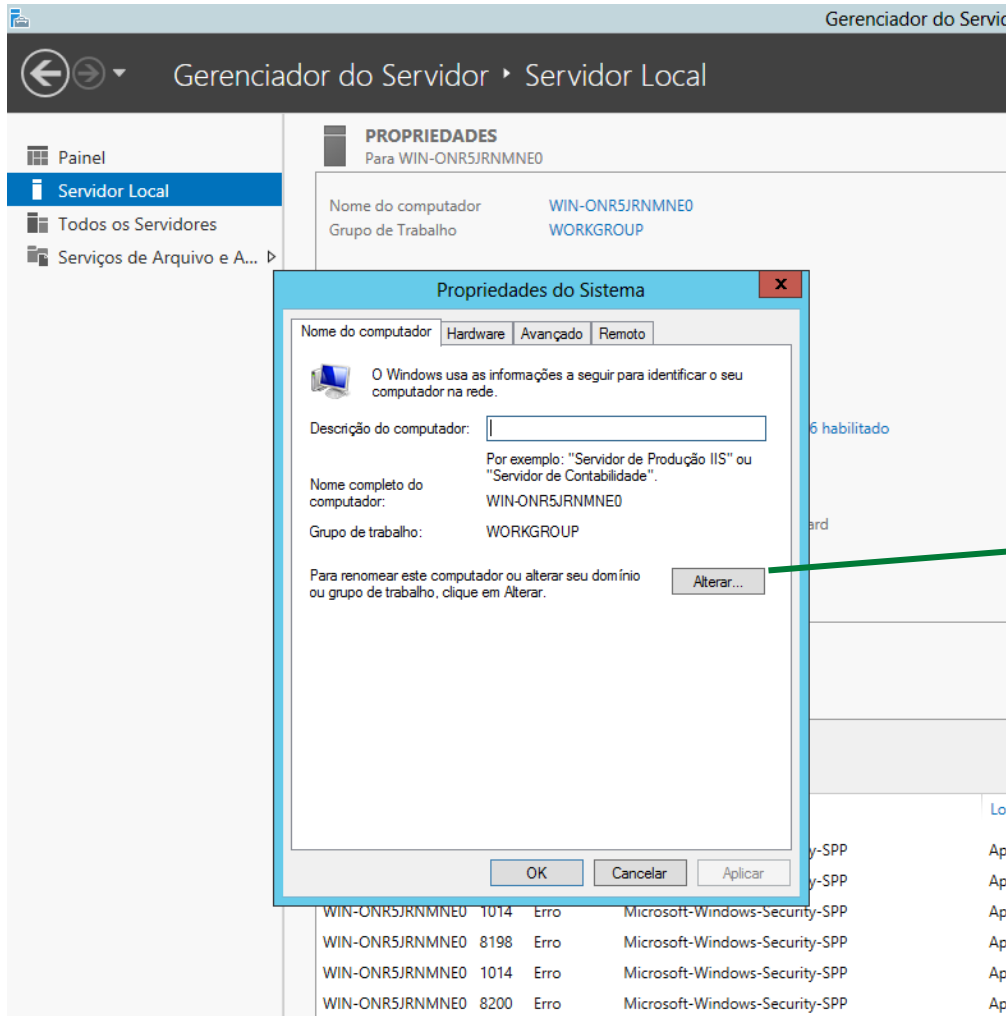 Gerenciador do Servid
Gerenciador do Servidor ‣ Servidor Local
Painel
Servidor Local
Todos os Servidores
Serviços de Arquivo e A...
PROPRIEDADES
Para WIN-ONR5JRNMNE0
Nome do computador WIN-ONR5JRNMNE0
Grupo de Trabalho WORKGROUP
Propriedades do Sistema
x
Nome do computador Hardware Avançado Remoto
O Windows usa as informações a seguir para identificar o seu
computador na rede.
Descrição do computador:
Por exemplo: "Servidor de Produção IIS" ou
"Servidor de Contabilidade".
Nome completo do
computador: WIN-ONR5JRNMNE0
Grupo de trabalho: WORKGROUP
Para renomear este computador ou alterar seu domínio
ou grupo de trabalho, clique em Alterar.
Alterar...
OK Cancelar Aplicar
6 habilitado
ard
Lo
y-SPP Ap
y-SPP Ap
WIN-ONR5JRNMNE0 1014 Erro Microsoft-Windows-Security-SPP Ap
WIN-ONR5JRNMNE0 8198 Erro Microsoft-Windows-Security-SPP Ap
WIN-ONR5JRNMNE0 1014 Erro Microsoft-Windows-Security-SPP Ap
WIN-ONR5JRNMNE0 8200 Erro Microsoft-Windows-Security-SPP Ap